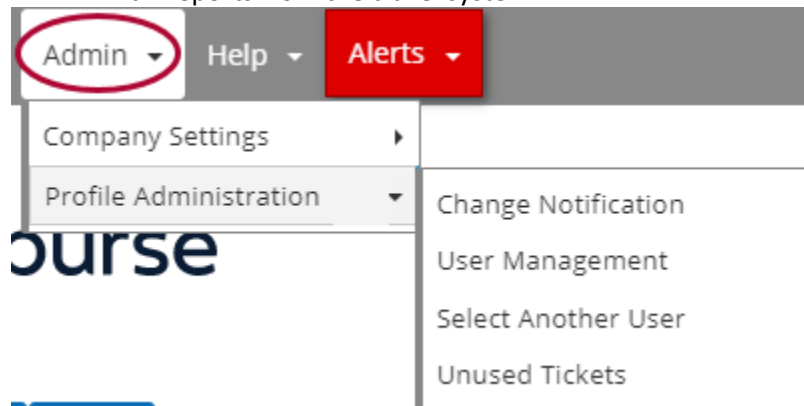 Admin Help Alerts
Company Settings
Profile Administration
Change Notification
User Management
Select Another User
Unused Tickets
ourse